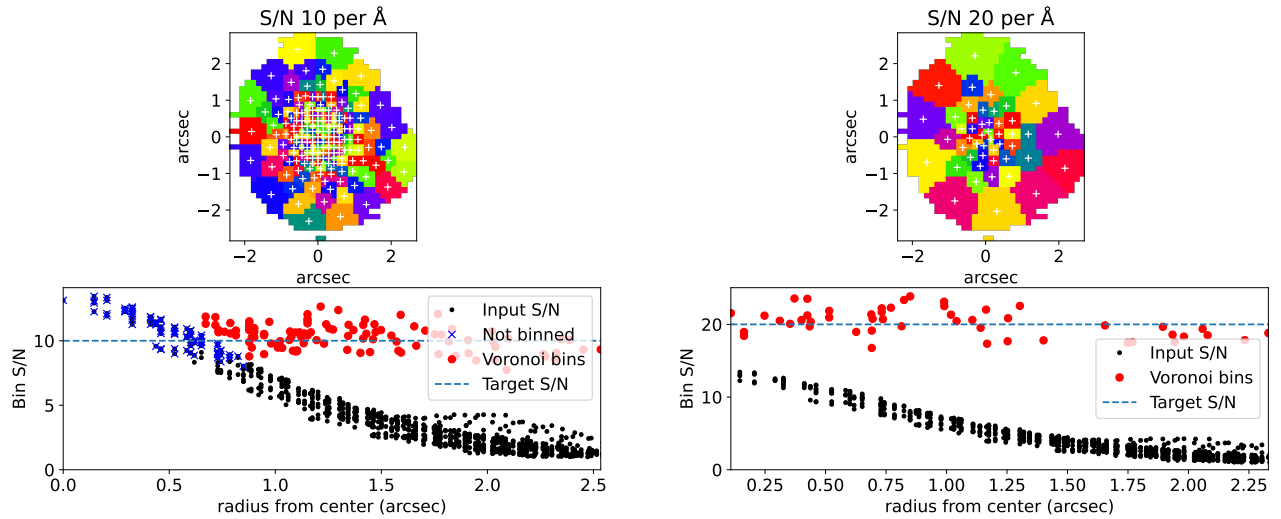 S/N 10 per Å
arcsec
2
1
0
−1
−2
−2 0 2
arcsec
Bin S/N
10
5
0
0.0 0.5 1.0 1.5 2.0 2.5
radius from center (arcsec)
Input S/N
Not binned
Voronoi bins
Target S/N
S/N 20 per Å
arcsec
2
1
0
−1
−2
−2 0 2
arcsec
Bin S/N
20
10
0
0.25 0.50 0.75 1.00 1.25 1.50 1.75 2.00 2.25
radius from center (arcsec)
Input S/N
Voronoi bins
Target S/N